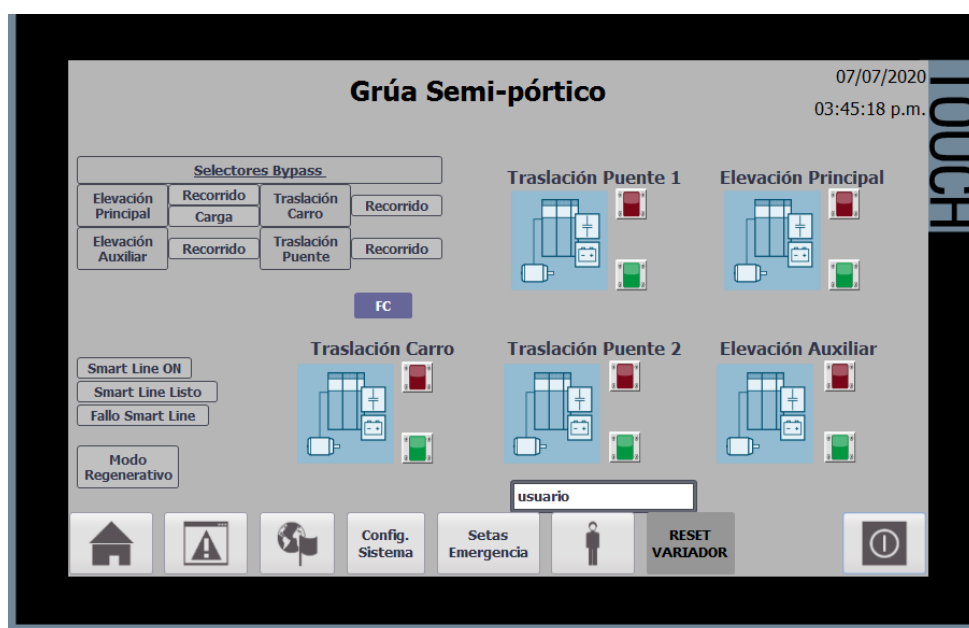 Grúa Semi-pórtico
07/07/2020
03:45:18 p.m.
TOUCH
Selectores Bypass
Elevación
Principal
Recorrido
Carga
Traslación
Carro
Recorrido
Elevación
Auxiliar
Recorrido
Traslación
Puente
Recorrido
FC
Traslación Puente 1
Elevación Principal
Smart Line ON
Smart Line Listo
Fallo Smart Line
Modo
Regenerativo
Traslación Carro
Traslación Puente 2
Elevación Auxiliar
usuario
Config.
Sistema
Setas
Emergencia
RESET
VARIADOR